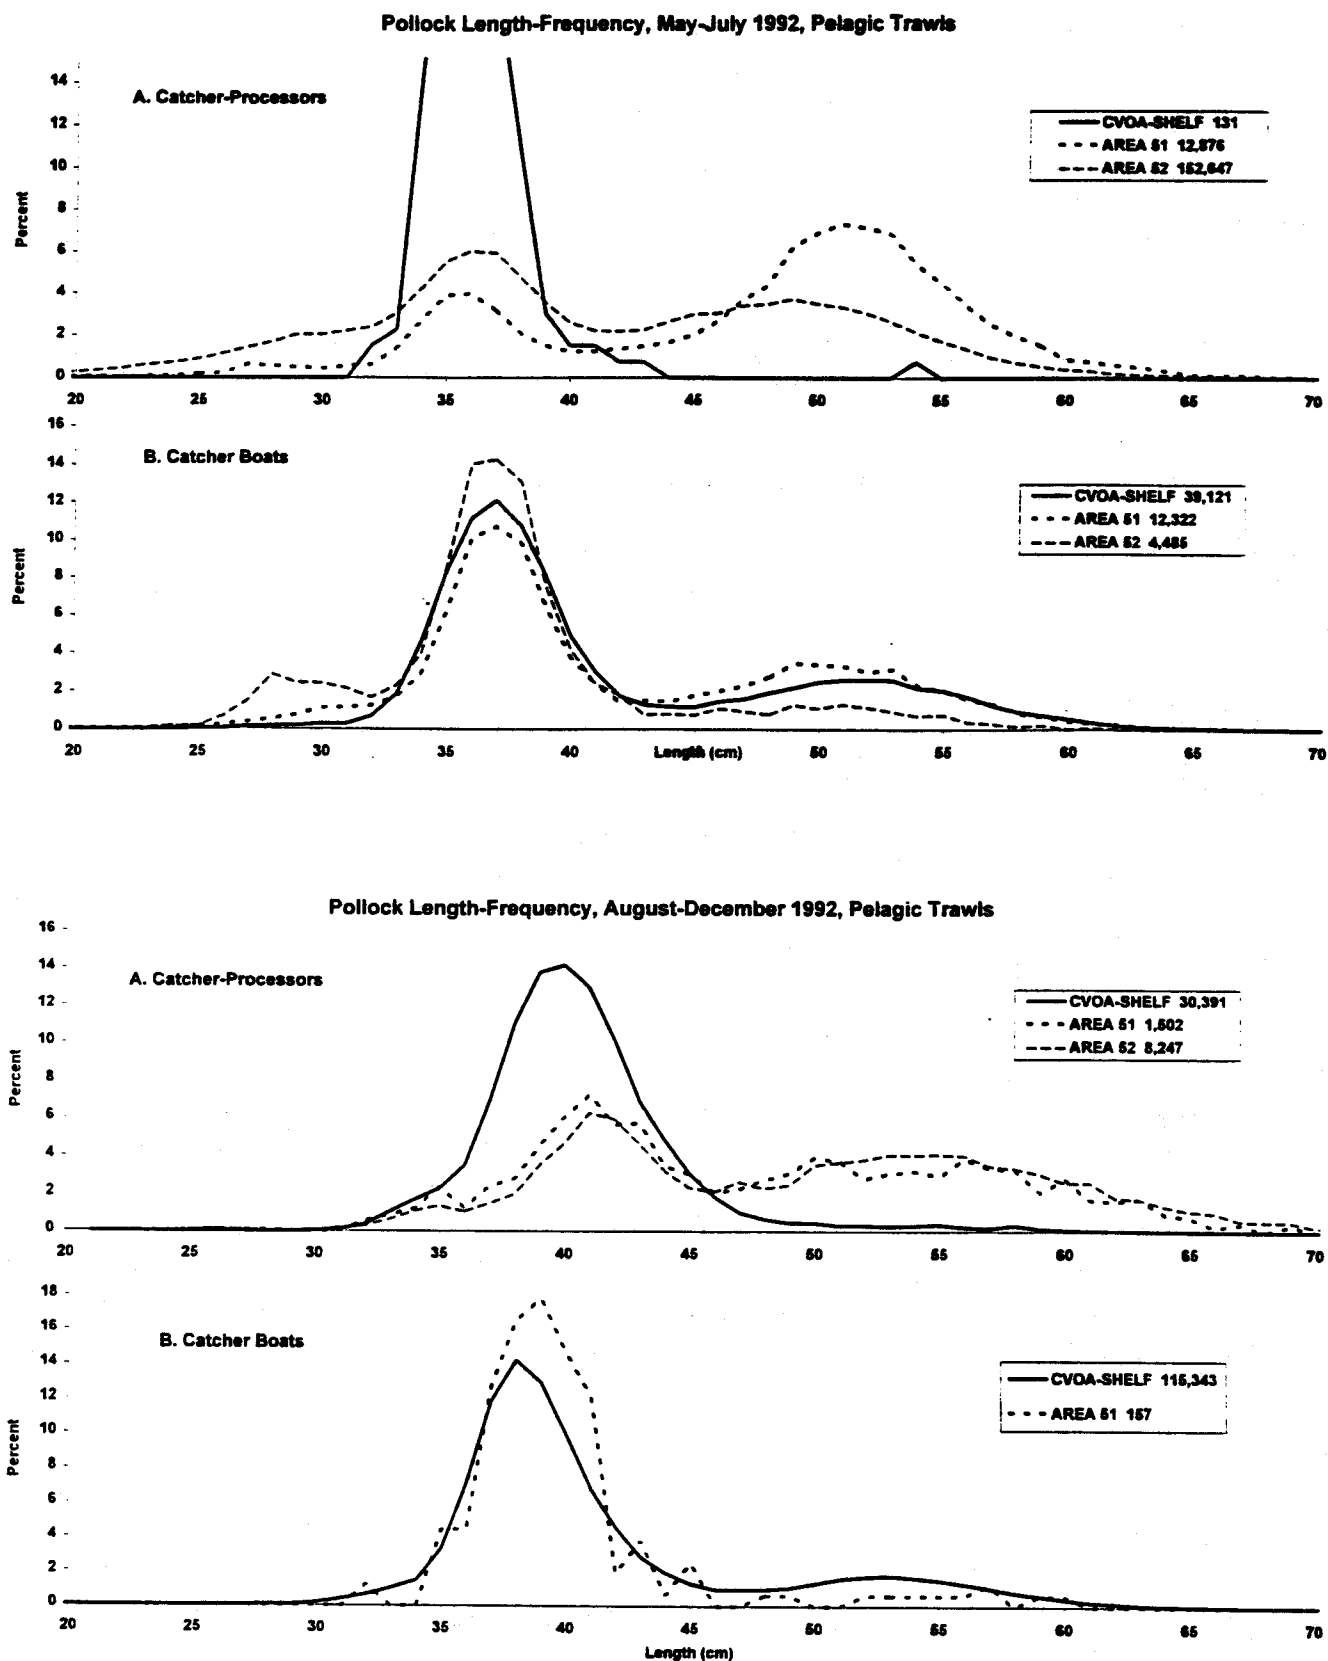 Pollock Length-Frequency, May-July 1992, Pelagic Trawls
14
A. Catcher-Processors
12
10
8
6
4
2
0
Percent
CVOA-SHELF 131
AREA 51 12,876
AREA 52 152,647
20 25 30 35 40 45 50 55 60 65 70
16
B. Catcher Boats
14
12
10
8
6
4
2
0
Percent
CVOA-SHELF 39,121
AREA 51 12,322
AREA 52 4,485
20 25 30 35 40 Length (cm) 50 55 60 65 70
Pollock Length-Frequency, August-December 1992, Pelagic Trawls
16
A. Catcher-Processors
14
12
10
8
6
4
2
0
Percent
CVOA-SHELF 30,391
AREA 51 1,502
AREA 52 8,247
20 25 30 35 40 45 50 55 60 65 70
18
B. Catcher Boats
16
14
12
10
8
6
4
2
0
Percent
CVOA-SHELF 115,343
AREA 51 157
20 25 30 35 40 45 50 55 60 65 70
Length (cm)